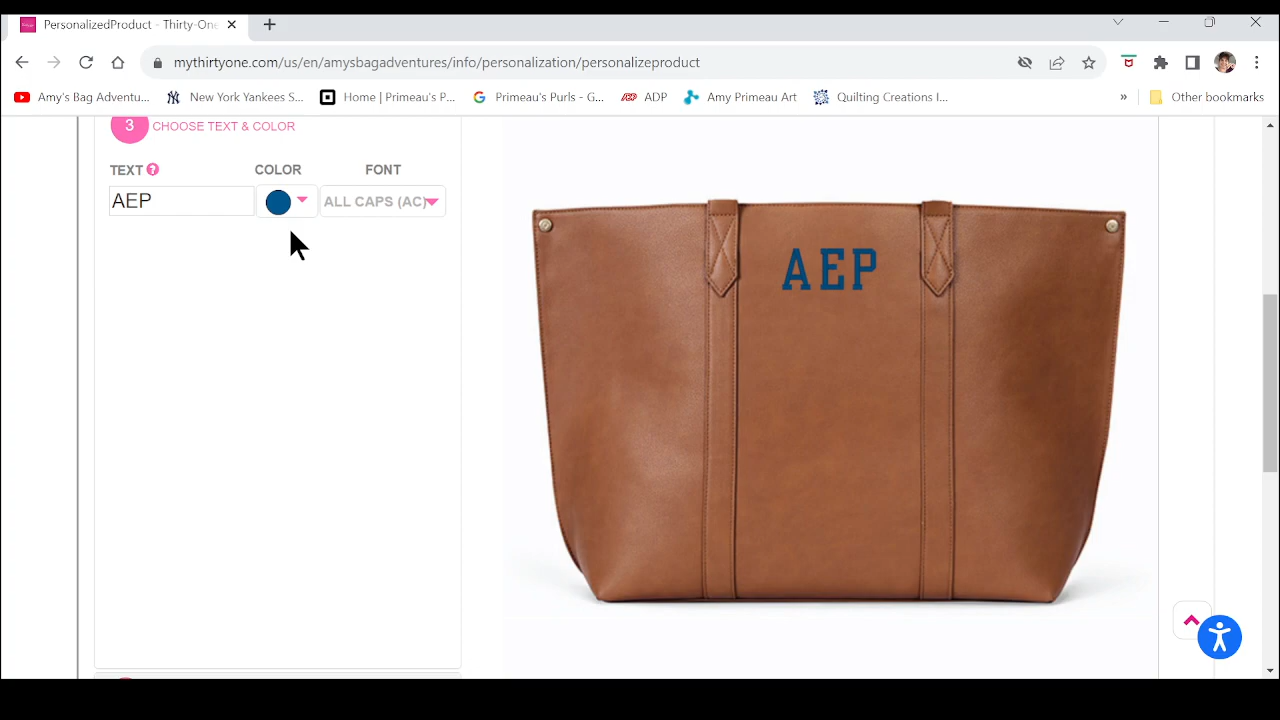 PersonalizedProduct - Thirty-One
mythirtyone.com/us/en/amysbagadventures/info/personalization/personalizeproduct
Amy's Bag Adventu...
New York Yankees S...
Home | Primeau's P...
Primeau's Purls - G...
ADP
Amy Primeau Art
Quilting Creations I...
»
Other bookmarks
3 CHOOSE TEXT & COLOR
TEXT ? COLOR FONT
AEP ALL CAPS (AC)
AEP